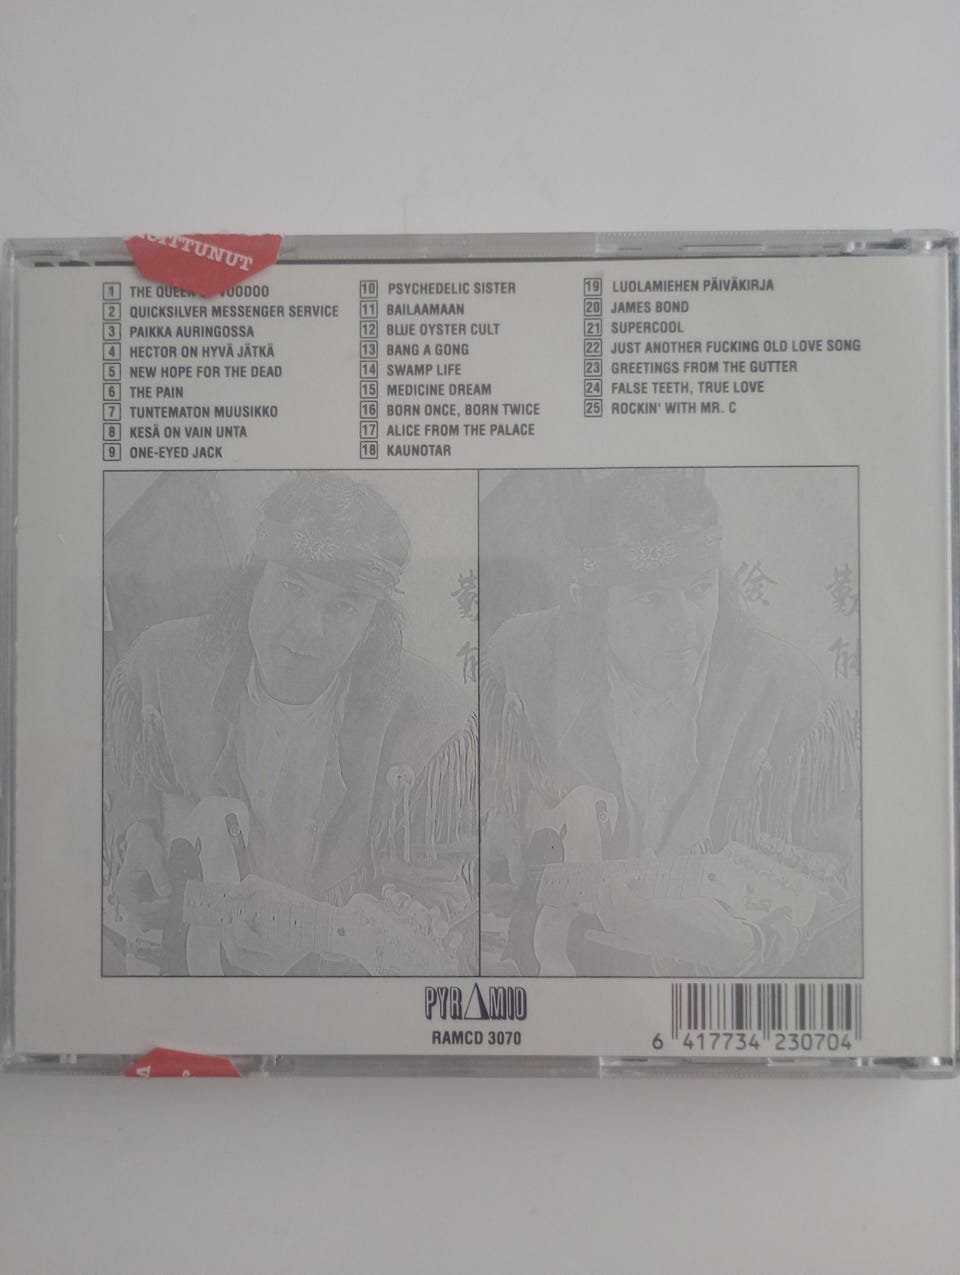 TTUNUT
1 THE QUEEN OF VOODOO
2 QUICKSILVER MESSENGER SERVICE
3 PAIKKA AURINGOSSA
4 HECTOR ON HYVÄ JÄTKÄ
5 NEW HOPE FOR THE DEAD
6 THE PAIN
7 TUNTEMATON MUUSIKKO
8 KESÄ ON VAIN UNTA
9 ONE-EYED JACK
10 PSYCHEDELIC SISTER
11 BAILAAMAAN
12 BLUE OYSTER CULT
13 BANG A GONG
14 SWAMP LIFE
15 MEDICINE DREAM
16 BORN ONCE, BORN TWICE
17 ALICE FROM THE PALACE
18 KAUNOTAR
19 LUOLAMIEHEN PÄIVÄKIRJA
20 JAMES BOND
21 SUPERCOOL
22 JUST ANOTHER FUCKING OLD LOVE SONG
23 GREETINGS FROM THE GUTTER
24 FALSE TEETH, TRUE LOVE
25 ROCKIN' WITH MR. C
PYRAMID
RAMCD 3070
6 417734 230704